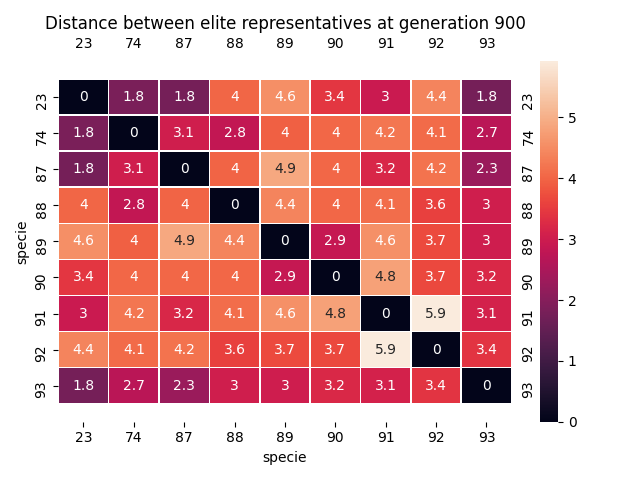 Distance between elite representatives at generation 900
23 74 87 88 89 90 91 92 93
23 0 1.8 1.8 4 4.6 3.4 3 4.4 1.8 23
74 1.8 0 3.1 2.8 4 4 4.2 4.1 2.7 74
87 1.8 3.1 0 4 4.9 4 3.2 4.2 2.3 87
88 4 2.8 4 0 4.4 4 4.1 3.6 3 88
89 4.6 4 4.9 4.4 0 2.9 4.6 3.7 3 89
90 3.4 4 4 4 2.9 0 4.8 3.7 3.2 90
91 3 4.2 3.2 4.1 4.6 4.8 0 5.9 3.1 91
92 4.4 4.1 4.2 3.6 3.7 3.7 5.9 0 3.4 92
93 1.8 2.7 2.3 3 3 3.2 3.1 3.4 0 93
23 74 87 88 89 90 91 92 93
specie
specie
5
4
3
2
1
0